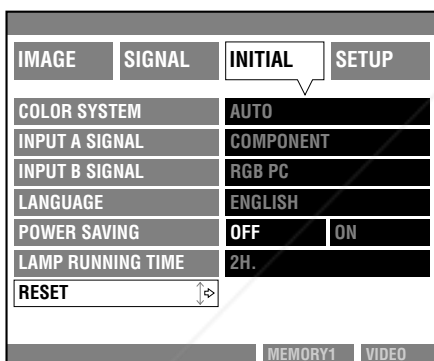 IMAGE SIGNAL INITIAL SETUP
COLOR SYSTEM AUTO
INPUT A SIGNAL COMPONENT
INPUT B SIGNAL RGB PC
LANGUAGE ENGLISH
POWER SAVING OFF ON
LAMP RUNNING TIME 2H.
RESET
MEMORY1 VIDEO